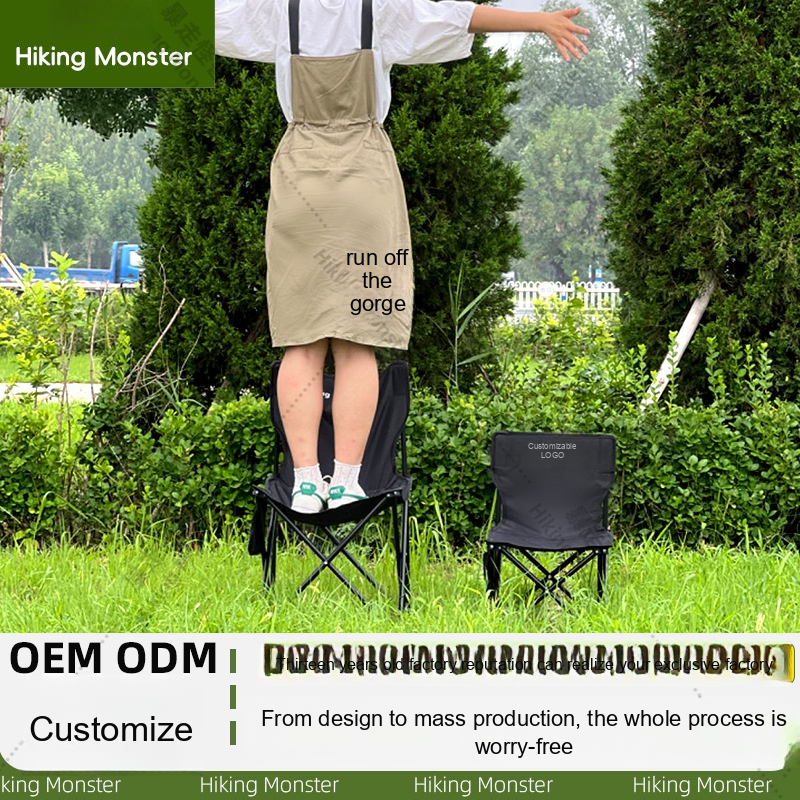 Hiking Monster
run off
the
gorge
Customizable
LOGO
OEM ODM
Thirteen years old factory reputation can realize your exclusive factory
Customize
From design to mass production, the whole process is
worry-free
king Monster
Hiking Monster
Hiking Monster
Hiking Monster